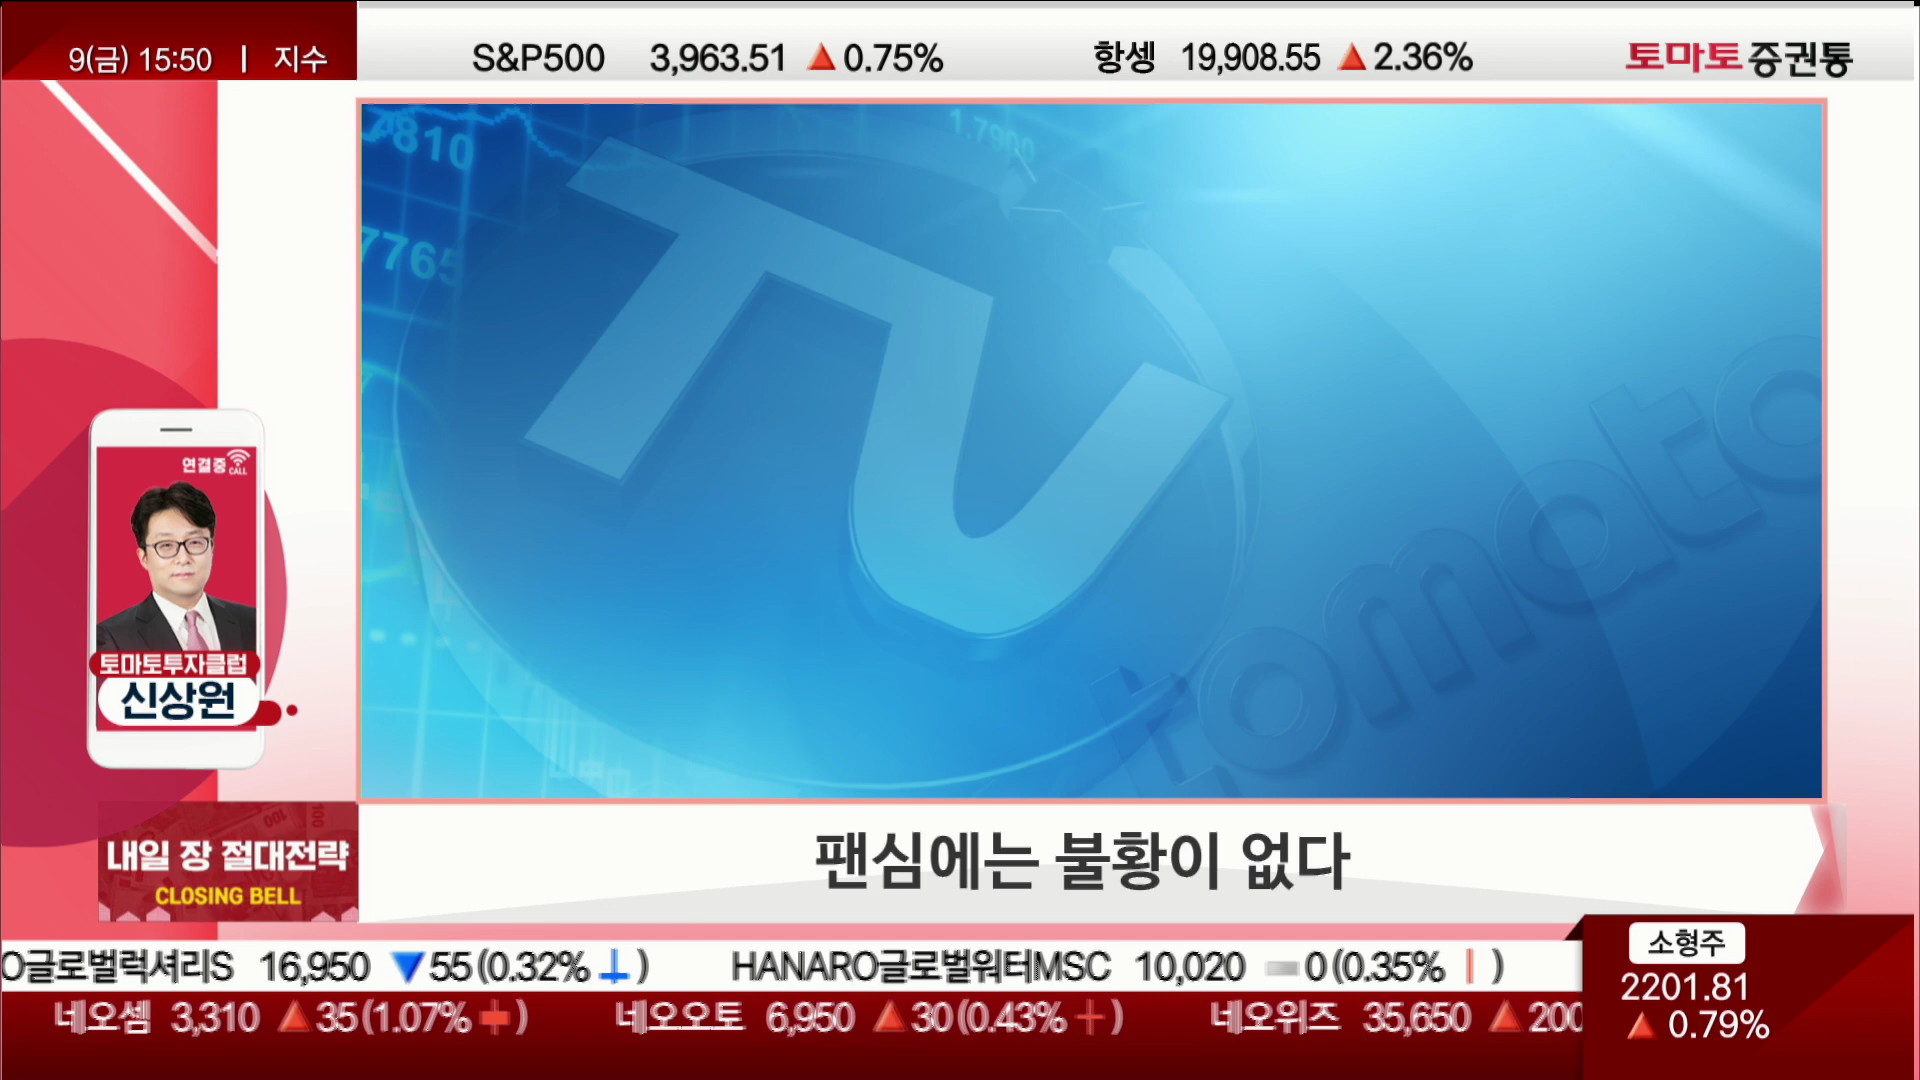 9(금) 15:50 | 지수
S&P500 3,963.51 ▲ 0.75%
항셍 19,908.55 ▲ 2.36%
토마토증권통
7810
1.7900
7765
TV
tomato
연결중
CALL
토마토투자클럽
신상원
내일 장 절대전략
CLOSING BELL
팬심에는 불황이 없다
O글로벌럭셔리S 16,950 ▼ 55(0.32%) HANARO글로벌워터MSC 10,020 0(0.35%)
네오셈 3,310 ▲ 35(1.07%) 네오오토 6,950 ▲ 30(0.43%) 네오위즈 35,650 ▲ 200
소형주
2201.81
▲ 0.79%